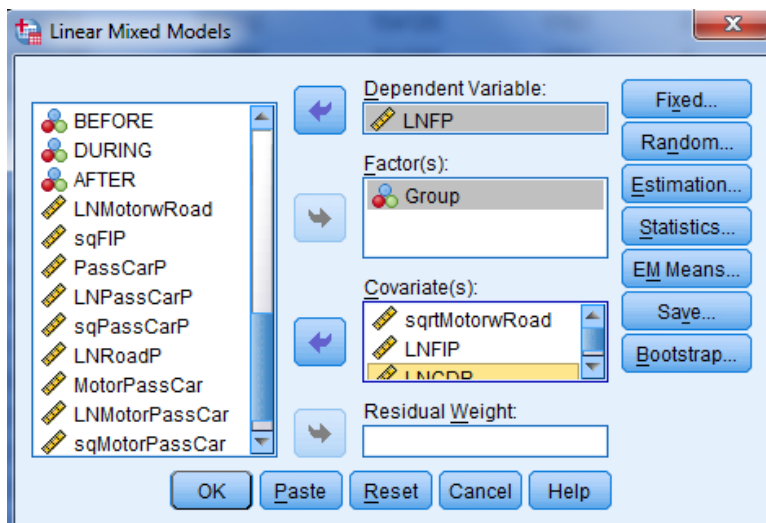 Linear Mixed Models
BEFORE
DURING
AFTER
LNMotorwRoad
sqFIP
PassCarP
LNPassCarP
sqPassCarP
LNRoadP
MotorPassCar
LNMotorPassCar
sqMotorPassCar
Dependent Variable:
LNFP
Factor(s):
Group
Covariate(s):
sqrtMotorwRoad
LNFIP
Residual Weight:
Fixed...
Random...
Estimation...
Statistics...
EM Means...
Save...
Bootstrap...
OK
Paste
Reset
Cancel
Help